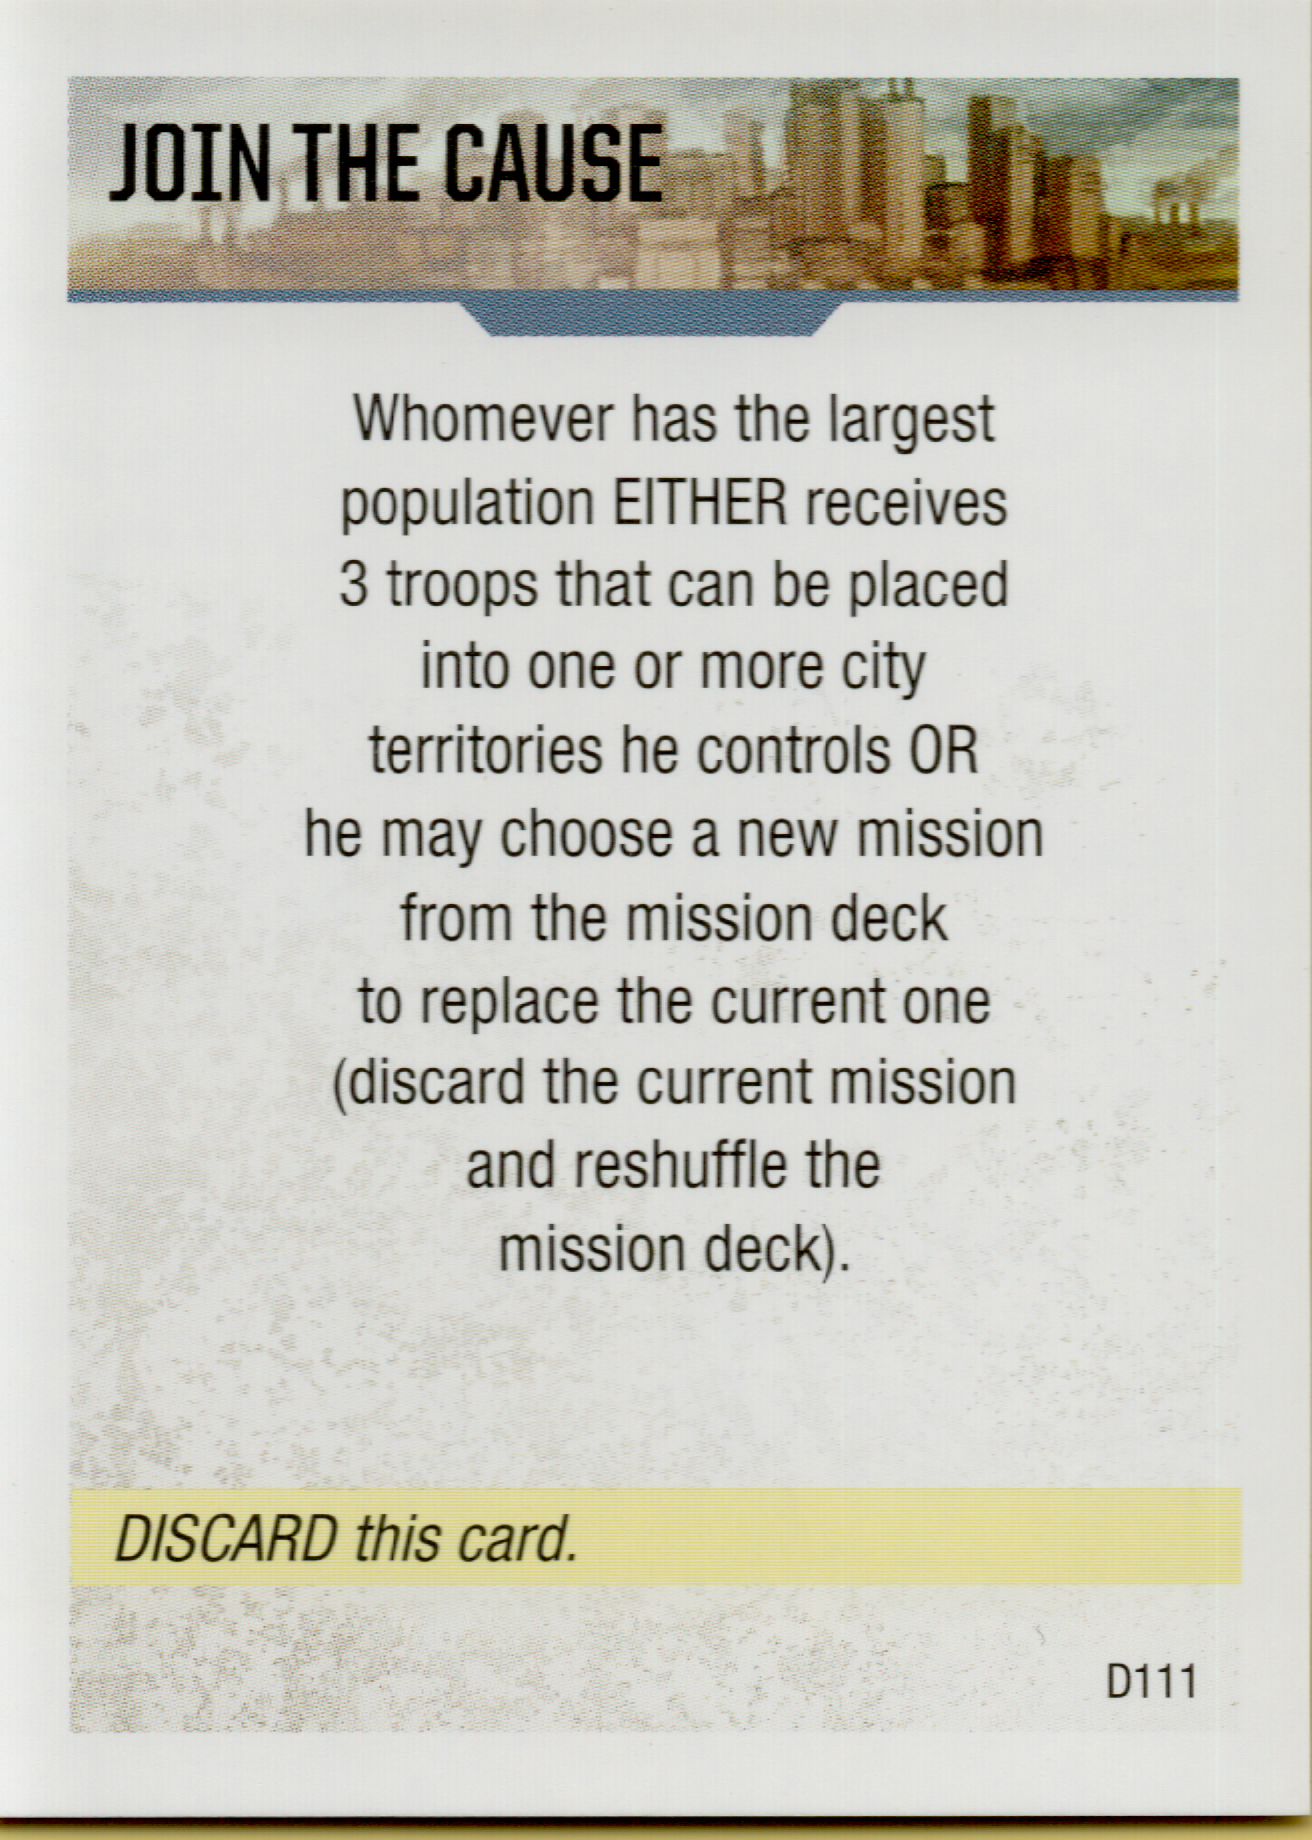 JOIN THE CAUSE
Whomever has the largest
population EITHER receives
3 troops that can be placed
into one or more city
territories he controls OR
he may choose a new mission
from the mission deck
to replace the current one
(discard the current mission
and reshuffle the
mission deck).
DISCARD this card.
D111